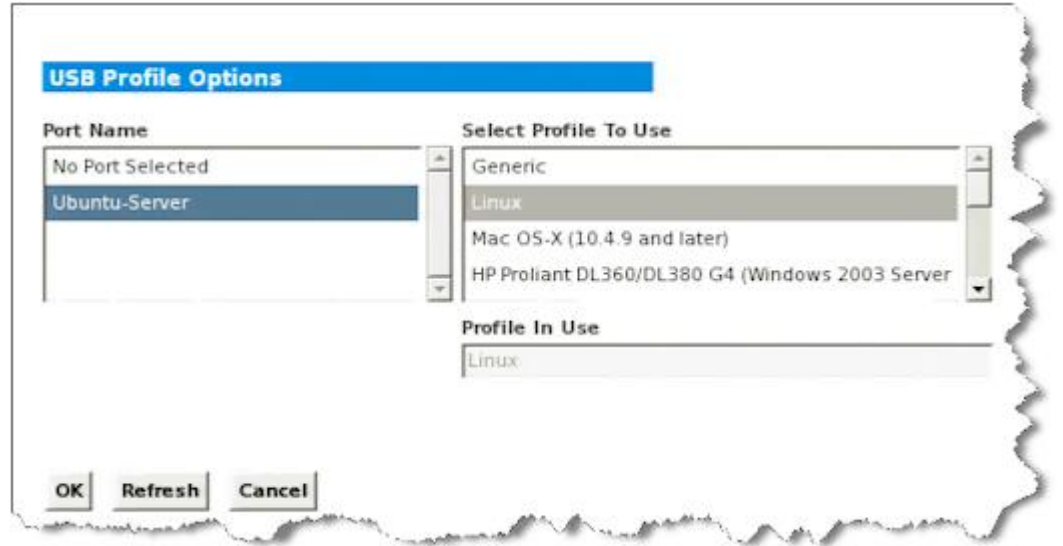 USB Profile Options
Port Name
No Port Selected
Ubuntu-Server
Select Profile To Use
Generic
Linux
Mac OS-X (10.4.9 and later)
HP Proliant DL360/DL380 G4 (Windows 2003 Server
Profile In Use
Linux
OK Refresh Cancel